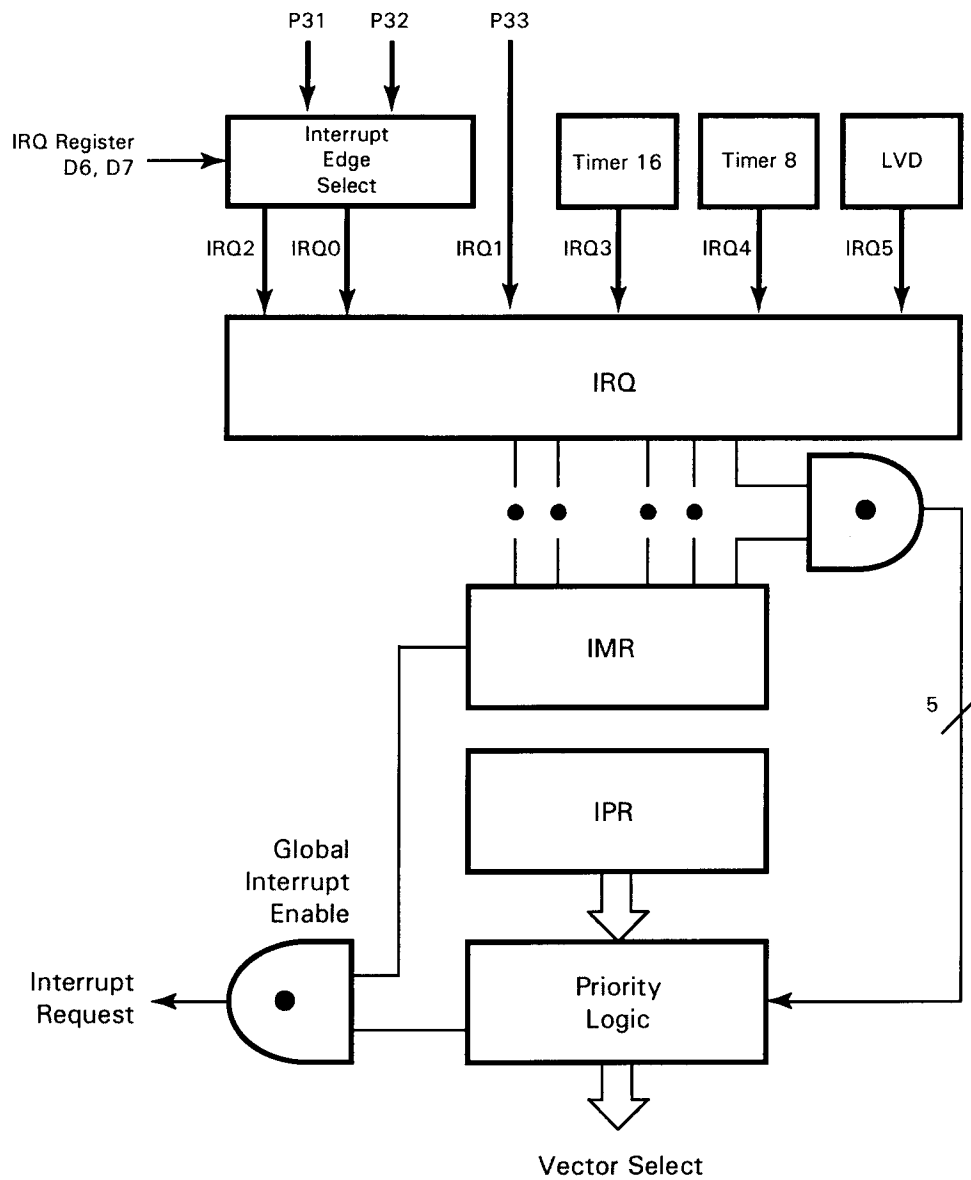 P31
P32
P33
IRQ Register
D6, D7
Interrupt
Edge
Select
Timer 16
Timer 8
LVD
IRQ2
IRQ0
IRQ1
IRQ3
IRQ4
IRQ5
IRQ
IMR
5
IPR
Global
Interrupt
Enable
Interrupt
Request
Priority
Logic
Vector Select